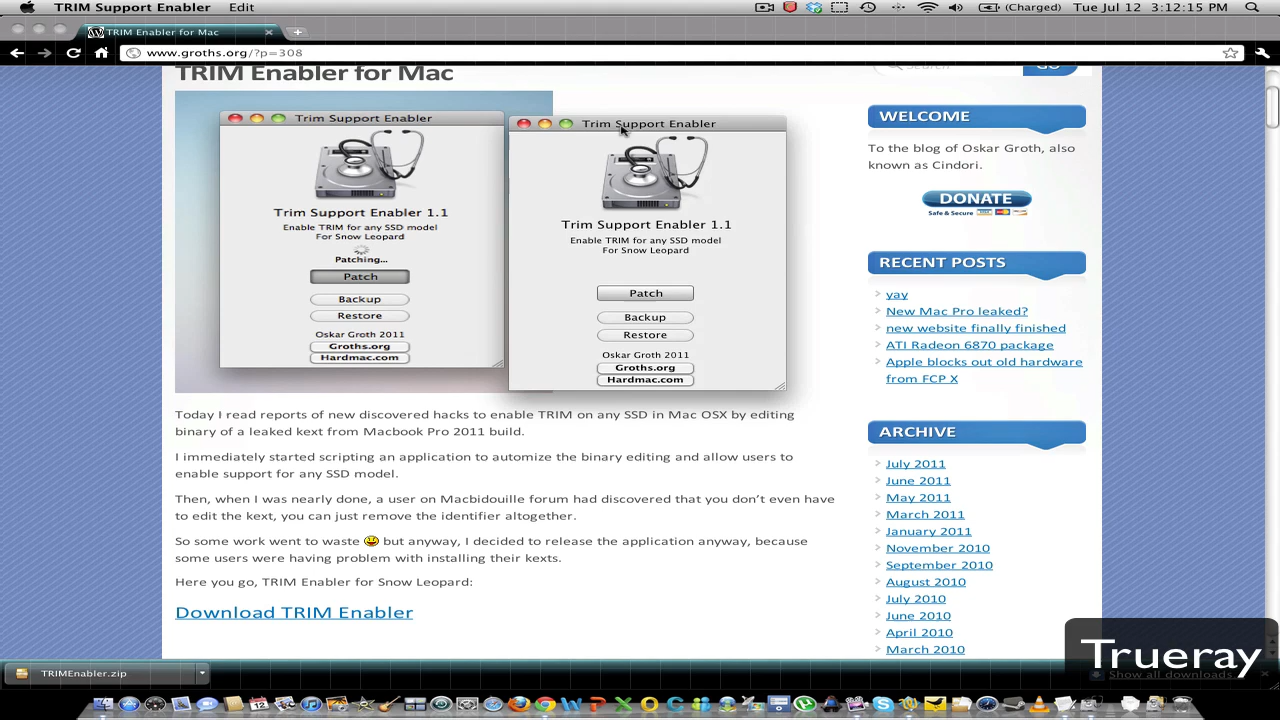 TRIM Support Enabler Edit
(Charged) Tue Jul 12 3:12:15 PM
TRIM Enabler for Mac
www.groths.org/?p=308
TRIM Enabler for Mac
Search
GO
Trim Support Enabler
Trim Support Enabler 1.1
Enable TRIM for any SSD model
For Snow Leopard
Patching...
Patch
Backup
Restore
Oskar Groth 2011
Groths.org
Hardmac.com
Trim Support Enabler
Trim Support Enabler 1.1
Enable TRIM for any SSD model
For Snow Leopard
Patch
Backup
Restore
Oskar Groth 2011
Groths.org
Hardmac.com
Today I read reports of new discovered hacks to enable TRIM on any SSD in Mac OSX by editing
binary of a leaked kext from Macbook Pro 2011 build.
I immediately started scripting an application to automize the binary editing and allow users to
enable support for any SSD model.
Then, when I was nearly done, a user on Macbidouille forum had discovered that you don't even have
to edit the kext, you can just remove the identifier altogether.
So some work went to waste but anyway, I decided to release the application anyway, because
some users were having problem with installing their kexts.
Here you go, TRIM Enabler for Snow Leopard:
Download TRIM Enabler
WELCOME
To the blog of Oskar Groth, also
known as Cindori.
DONATE
Safe & Secure
RECENT POSTS
yay
New Mac Pro leaked?
new website finally finished
ATI Radeon 6870 package
Apple blocks out old hardware
from FCP X
ARCHIVE
July 2011
June 2011
May 2011
March 2011
January 2011
November 2010
September 2010
August 2010
July 2010
June 2010
April 2010
March 2010
TRIMEnabler.zip
Show all downloads...
Trueray